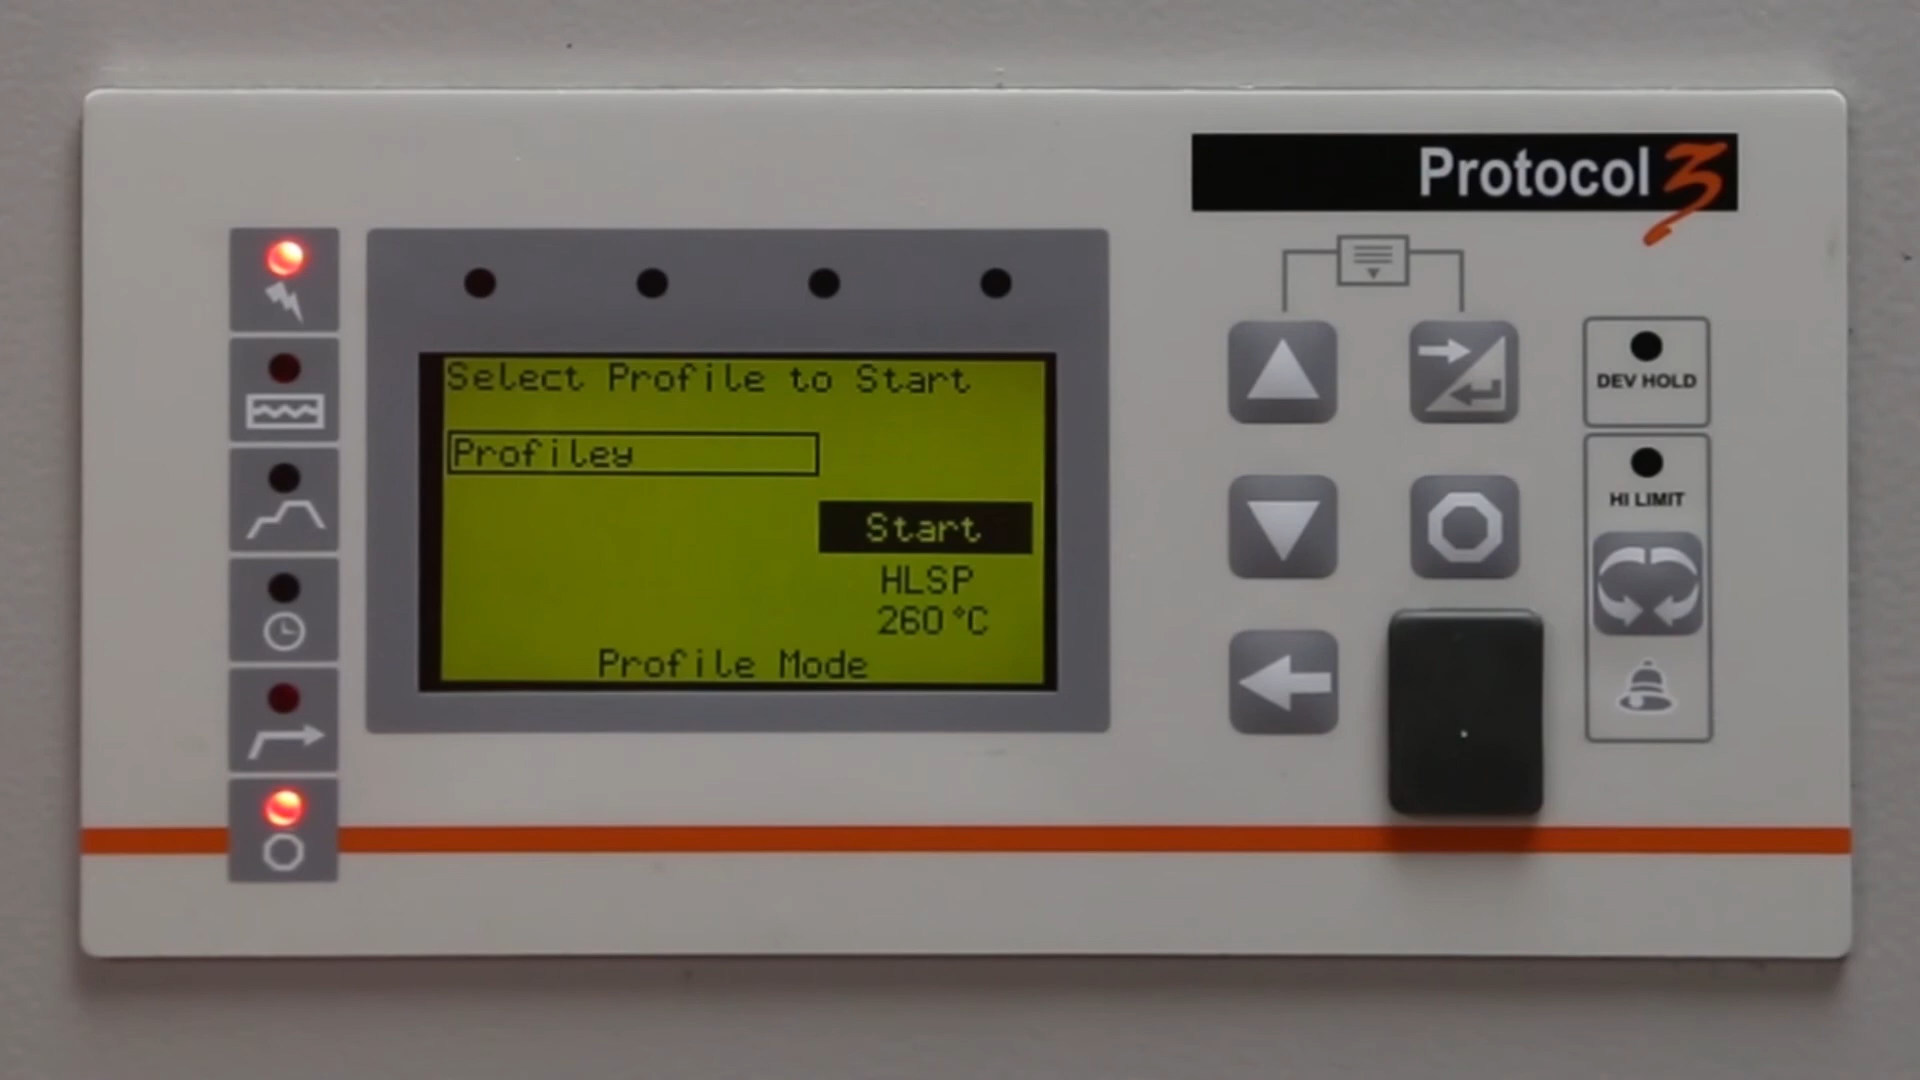 Protocol 3
Select Profile to Start
Profiley
Start
HLSP
260°C
Profile Mode
DEV HOLD
HI LIMIT